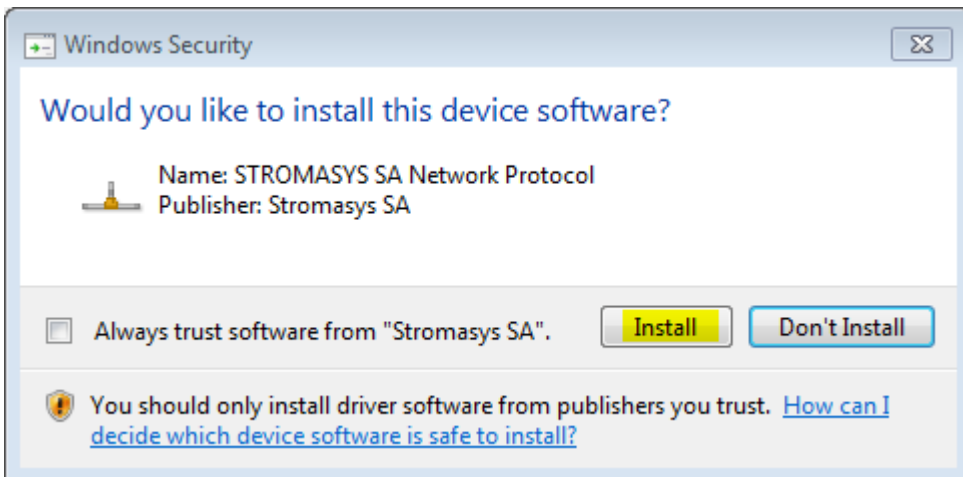 Windows Security
Would you like to install this device software?
Name: STROMASYS SA Network Protocol
Publisher: Stromasys SA
Always trust software from "Stromasys SA".
Install
Don't Install
You should only install driver software from publishers you trust. How can I
decide which device software is safe to install?